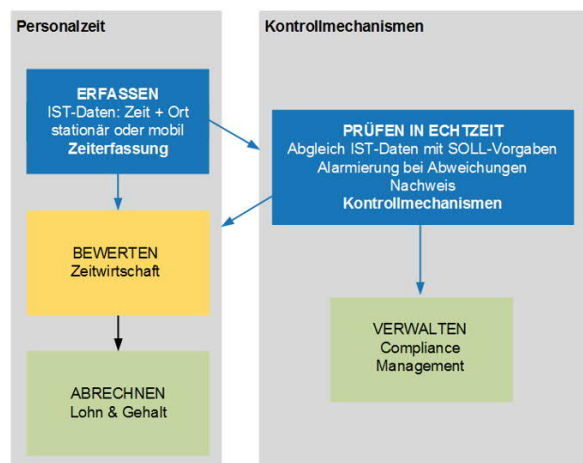 Personalzeit
ERFASSEN
IST-Daten: Zeit + Ort
stationär oder mobil
Zeiterfassung
BEWERTEN
Zeitwirtschaft
ABRECHNEN
Lohn & Gehalt
Kontrollmechanismen
PRÜFEN IN ECHTZEIT
Abgleich IST-Daten mit SOLL-Vorgaben
Alarmierung bei Abweichungen
Nachweis
Kontrollmechanismen
VERWALTEN
Compliance
Management